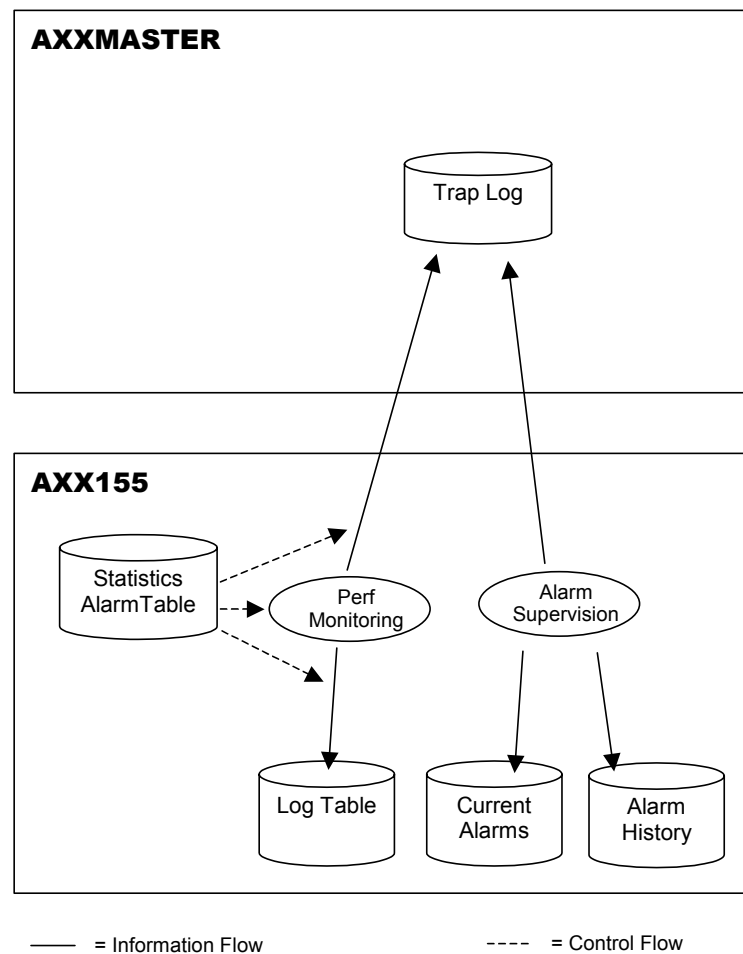 AXXMASTER
Trap Log
AXX155
Statistics
AlarmTable
Perf
Monitoring
Alarm
Supervision
Log Table
Current
Alarms
Alarm
History
= Information Flow
= Control Flow